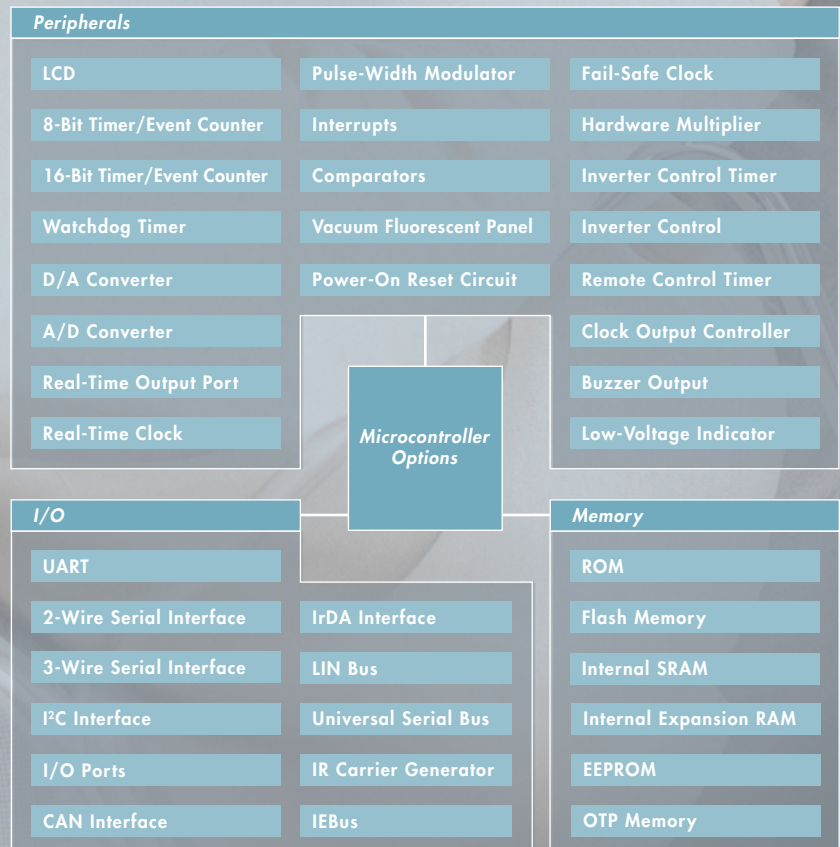 Peripherals
LCD
8-Bit Timer/Event Counter
16-Bit Timer/Event Counter
Watchdog Timer
D/A Converter
A/D Converter
Real-Time Output Port
Real-Time Clock
Pulse-Width Modulator
Interrupts
Comparators
Vacuum Fluorescent Panel
Power-On Reset Circuit
Fail-Safe Clock
Hardware Multiplier
Inverter Control Timer
Inverter Control
Remote Control Timer
Clock Output Controller
Buzzer Output
Low-Voltage Indicator
Microcontroller
Options
I/O
UART
2-Wire Serial Interface
3-Wire Serial Interface
I²C Interface
I/O Ports
CAN Interface
IrDA Interface
LIN Bus
Universal Serial Bus
IR Carrier Generator
IEBus
Memory
ROM
Flash Memory
Internal SRAM
Internal Expansion RAM
EEPROM
OTP Memory